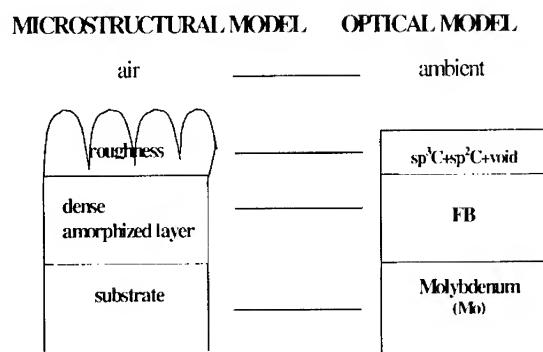 MICROSTRUCTURAL MODEL OPTICAL MODEL
air ambient
roughness sp³C+sp²C+void
dense
amorphized layer FB
substrate Molybdenum
(Mo)